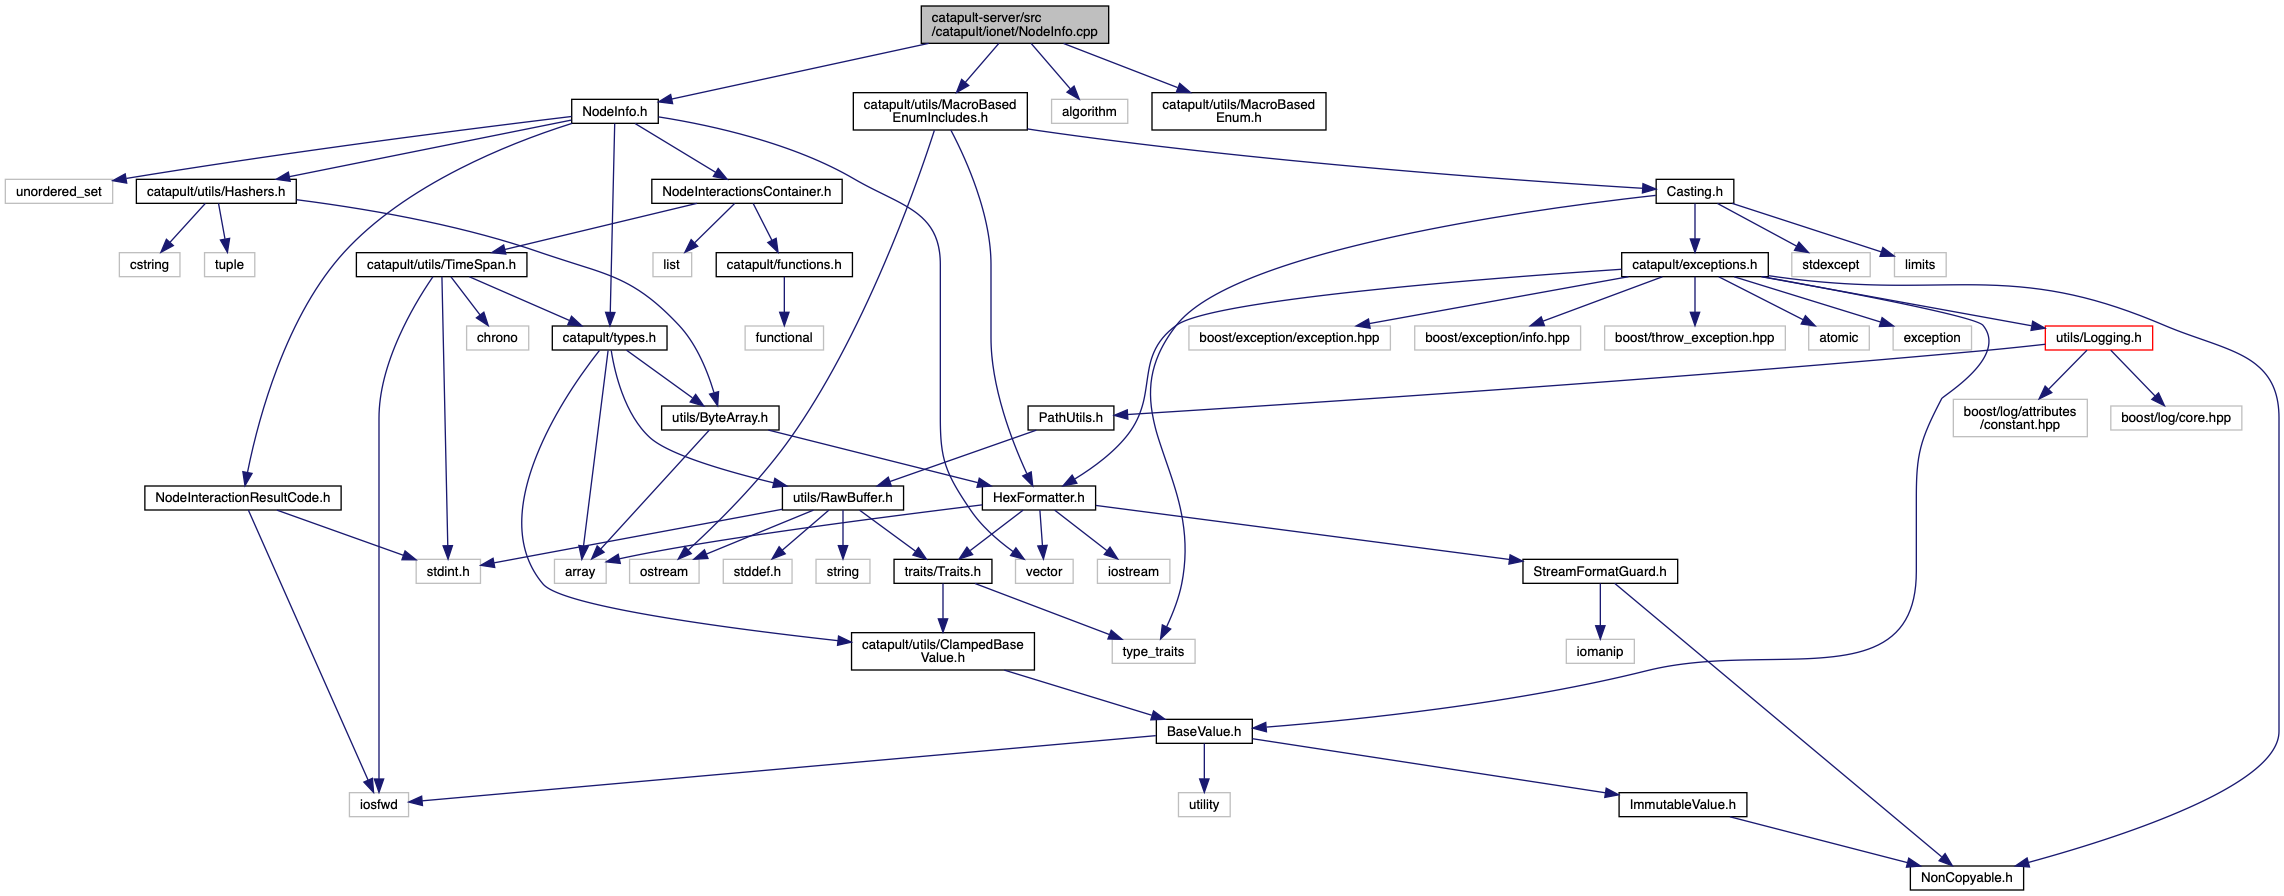 catapult-server/src
/catapult/ionet/NodeInfo.cpp
NodeInfo.h
catapult/utils/MacroBased
EnumIncludes.h
algorithm
catapult/utils/MacroBased
Enum.h
unordered_set
catapult/utils/Hashers.h
NodeInteractionsContainer.h
Casting.h
cstring
tuple
catapult/utils/TimeSpan.h
list
catapult/functions.h
catapult/exceptions.h
stdexcept
limits
chrono
catapult/types.h
functional
boost/exception/exception.hpp
boost/exception/info.hpp
boost/throw_exception.hpp
atomic
exception
utils/Logging.h
utils/ByteArray.h
PathUtils.h
boost/log/attributes
/constant.hpp
boost/log/core.hpp
NodeInteractionResultCode.h
utils/RawBuffer.h
HexFormatter.h
stdint.h
array
ostream
stddef.h
string
traits/Traits.h
vector
iostream
StreamFormatGuard.h
catapult/utils/ClampedBase
Value.h
type_traits
iomanip
BaseValue.h
iosfwd
utility
ImmutableValue.h
NonCopyable.h